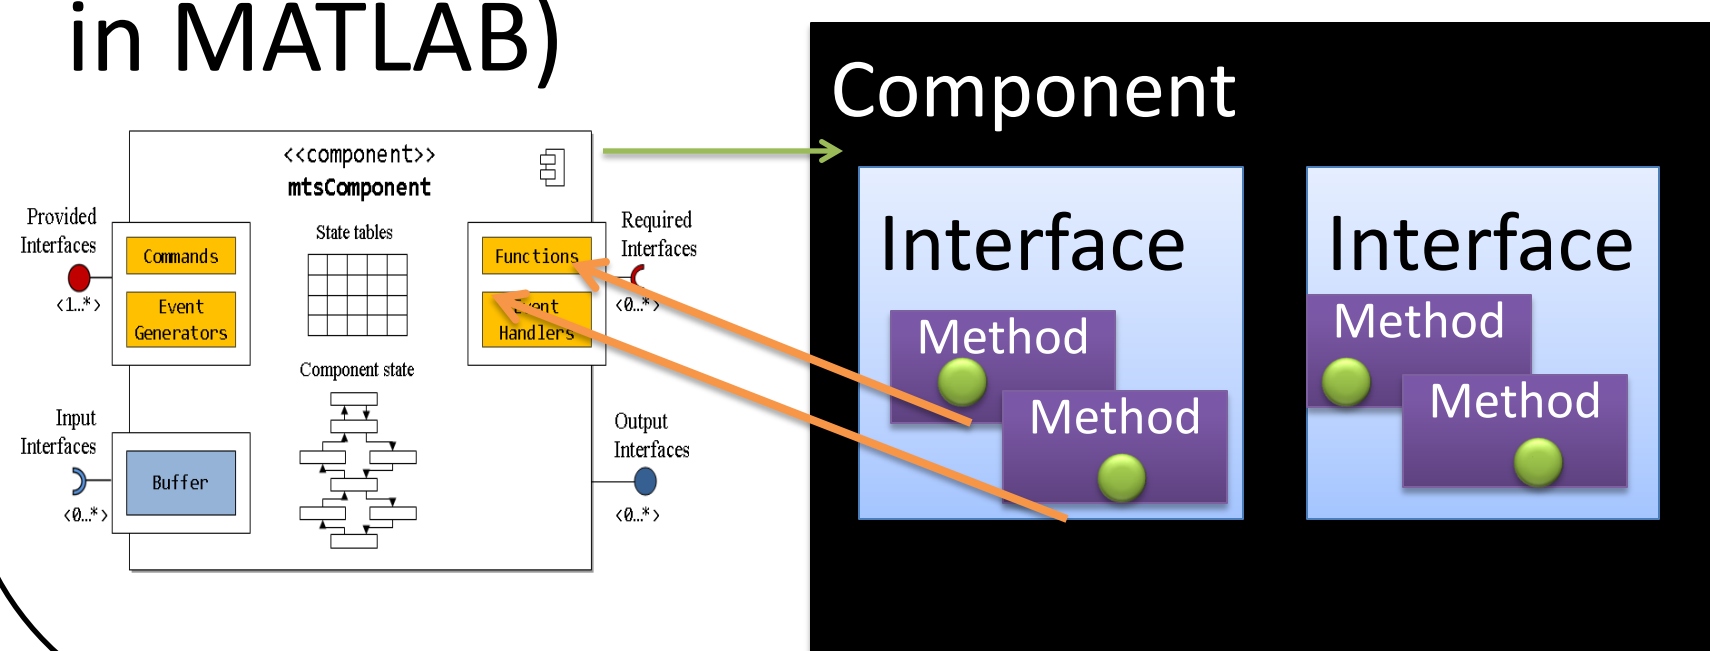 in MATLAB)
<<component>>
mtsComponent
Provided
Interfaces
<1…*>
Commands
Event
Generators
State tables
Functions
Event
Handlers
Required
Interfaces
<0…*>
Component state
Input
Interfaces
<0…*>
Buffer
Output
Interfaces
<0…*>
Component
Interface
Method
Method
Interface
Method
Method